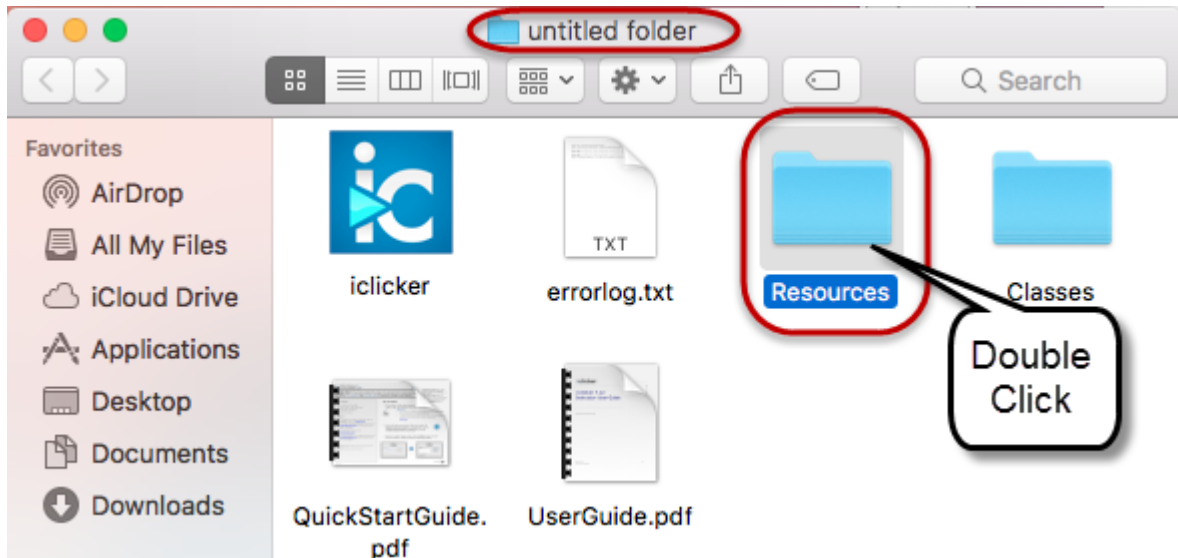 untitled folder
Search
Favorites
AirDrop
All My Files
iCloud Drive
Applications
Desktop
Documents
Downloads
iC
TXT
iclicker
errorlog.txt
Resources
Classes
Double
Click
QuickStartGuide.
pdf
UserGuide.pdf